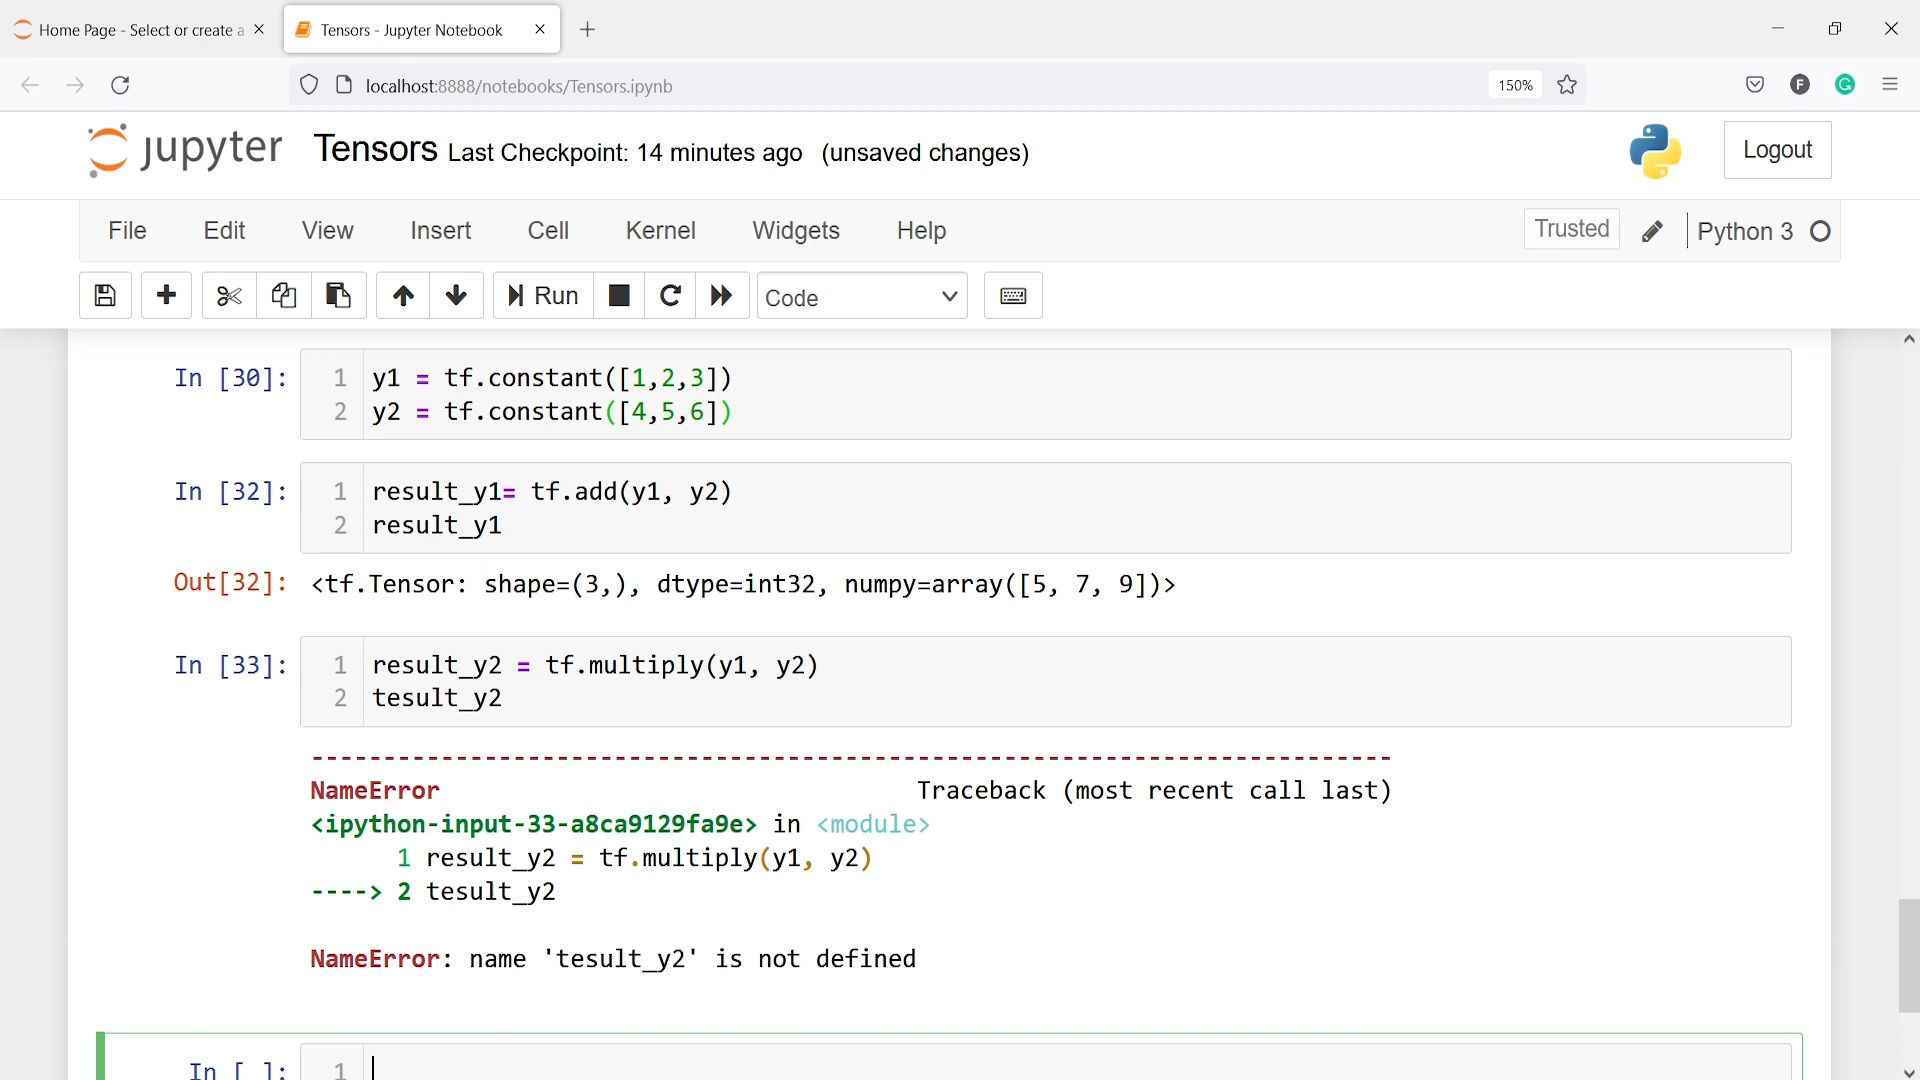 Home Page - Select or create a
Tensors - Jupyter Notebook
localhost:8888/notebooks/Tensors.ipynb
150%
F
G
jupyter Tensors Last Checkpoint: 14 minutes ago (unsaved changes)
Logout
File Edit View Insert Cell Kernel Widgets Help
Trusted
Python 3
Run
Code
In [30]:
1 y1 = tf.constant([1,2,3])
2 y2 = tf.constant([4,5,6])
In [32]:
1 result_y1= tf.add(y1, y2)
2 result_y1
Out[32]: <tf.Tensor: shape=(3,), dtype=int32, numpy=array([5, 7, 9])>
In [33]:
1 result_y2 = tf.multiply(y1, y2)
2 tesult_y2
---------------------------------------------------------------------------
NameError Traceback (most recent call last)
<ipython-input-33-a8ca9129fa9e> in <module>
1 result_y2 = tf.multiply(y1, y2)
----> 2 tesult_y2
NameError: name 'tesult_y2' is not defined
In [ ]:
1